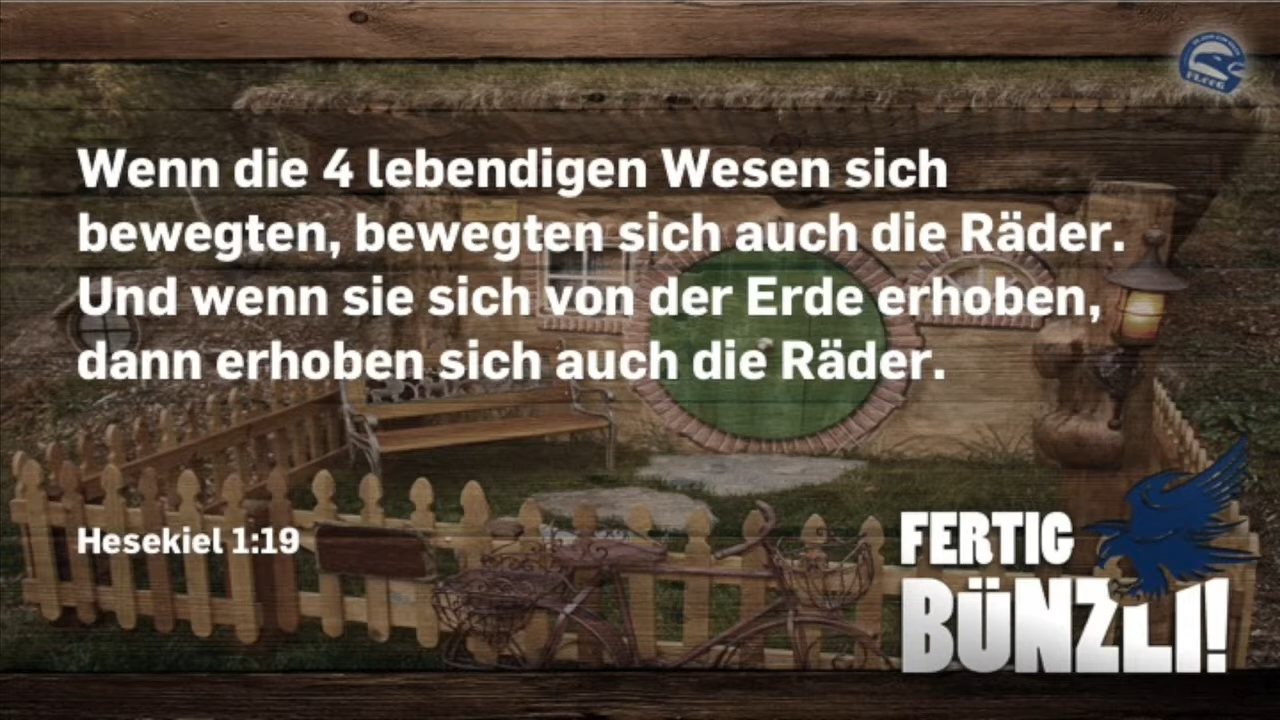 Wenn die 4 lebendigen Wesen sich
bewegten, bewegten sich auch die Räder.
Und wenn sie sich von der Erde erhoben,
dann erhoben sich auch die Räder.
Hesekiel 1:19
FERTIG
BÜNZLI!